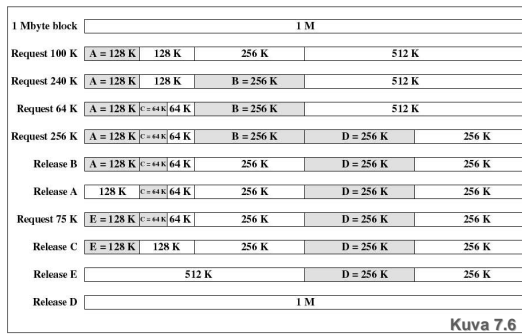 1 Mbyte block 1 M
Request 100 K A = 128 K 128 K 256 K 512 K
Request 240 K A = 128 K 128 K B = 256 K 512 K
Request 64 K A = 128 K C = 64 K 64 K B = 256 K 512 K
Request 256 K A = 128 K C = 64 K 64 K B = 256 K D = 256 K 256 K
Release B A = 128 K C = 64 K 64 K 256 K D = 256 K 256 K
Release A 128 K C = 64 K 64 K 256 K D = 256 K 256 K
Request 75 K E = 128 K C = 64 K 64 K 256 K D = 256 K 256 K
Release C E = 128 K 128 K 256 K D = 256 K 256 K
Release E 512 K D = 256 K 256 K
Release D 1 M
Kuva 7.6